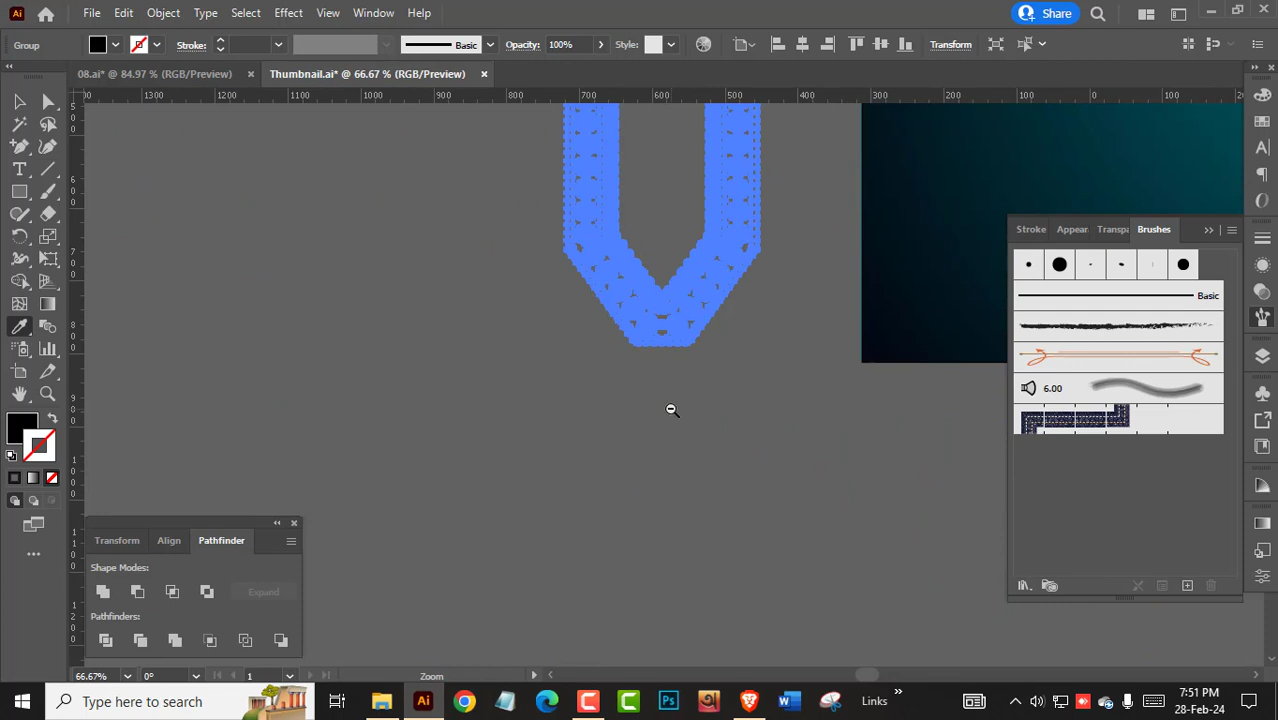 File Edit Object Type Select Effect View Window Help
Share
Group
Stroke:
Basic
Opacity: 100%
Style:
Transform
08.ai* @ 84.97 % (RGB/Preview)
Thumbnail.ai* @ 66.67 % (RGB/Preview)
1300 1200 1100 1000 900 800 700 600 500 400 300 200 100 0 100
Stroke Appear Transpa Brushes
Basic
6.00
Transform Align Pathfinder
Shape Modes:
Expand
Pathfinders:
66.67% 0° 1 Zoom
Type here to search
Links
7:51 PM
28-Feb-24